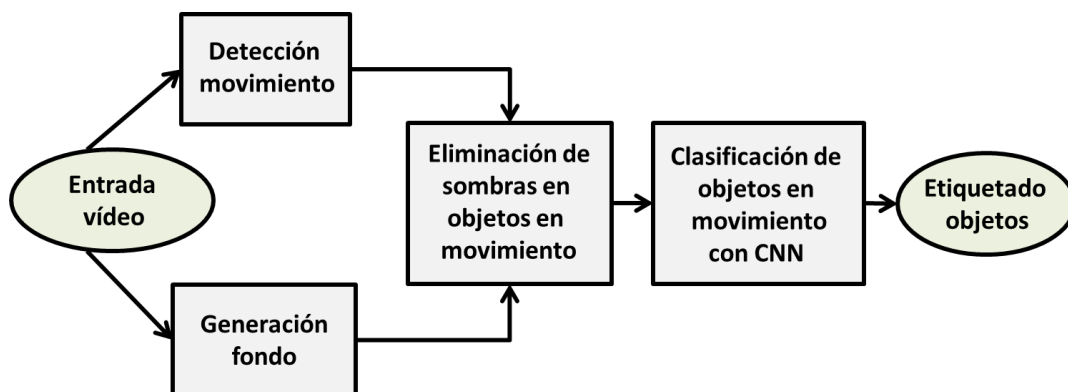 Detección
movimiento
Entrada
vídeo
Generación
fondo
Eliminación de
sombras en
objetos en
movimiento
Clasificación de
objetos en
movimiento
con CNN
Etiquetado
objetos